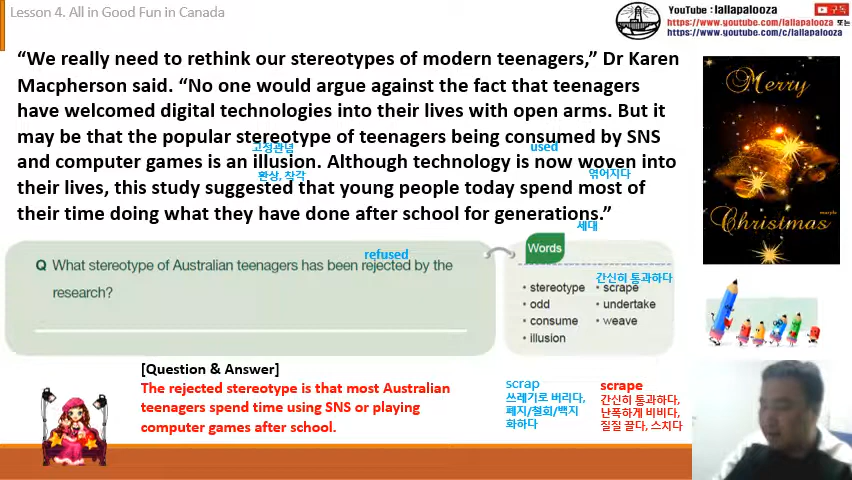 Lesson 4. All in Good Fun in Canada
YouTube : lallapalooza
구독
https://www.youtube.com/lallapalooza 또는
https://www.youtube.com/c/lallapalooza
“We really need to rethink our stereotypes of modern teenagers,” Dr Karen
Macpherson said. “No one would argue against the fact that teenagers
have welcomed digital technologies into their lives with open arms. But it
may be that the popular stereotype of teenagers being consumed by SNS
고정관념
used
and computer games is an illusion. Although technology is now woven into
환상, 착각
엮어지다
their lives, this study suggested that young people today spend most of
their time doing what they have done after school for generations.”
세대
Merry
Christmas
refused
Q What stereotype of Australian teenagers has been rejected by the
research?
Words
간신히 통과하다
• stereotype • scrape
• odd • undertake
• consume • weave
• illusion
[Question & Answer]
The rejected stereotype is that most Australian
teenagers spend time using SNS or playing
computer games after school.
scrap
쓰레기로 버리다,
폐지/철회/백지
화하다
scrape
간신히 통과하다,
난폭하게 비비다,
질질 끌다, 스치다